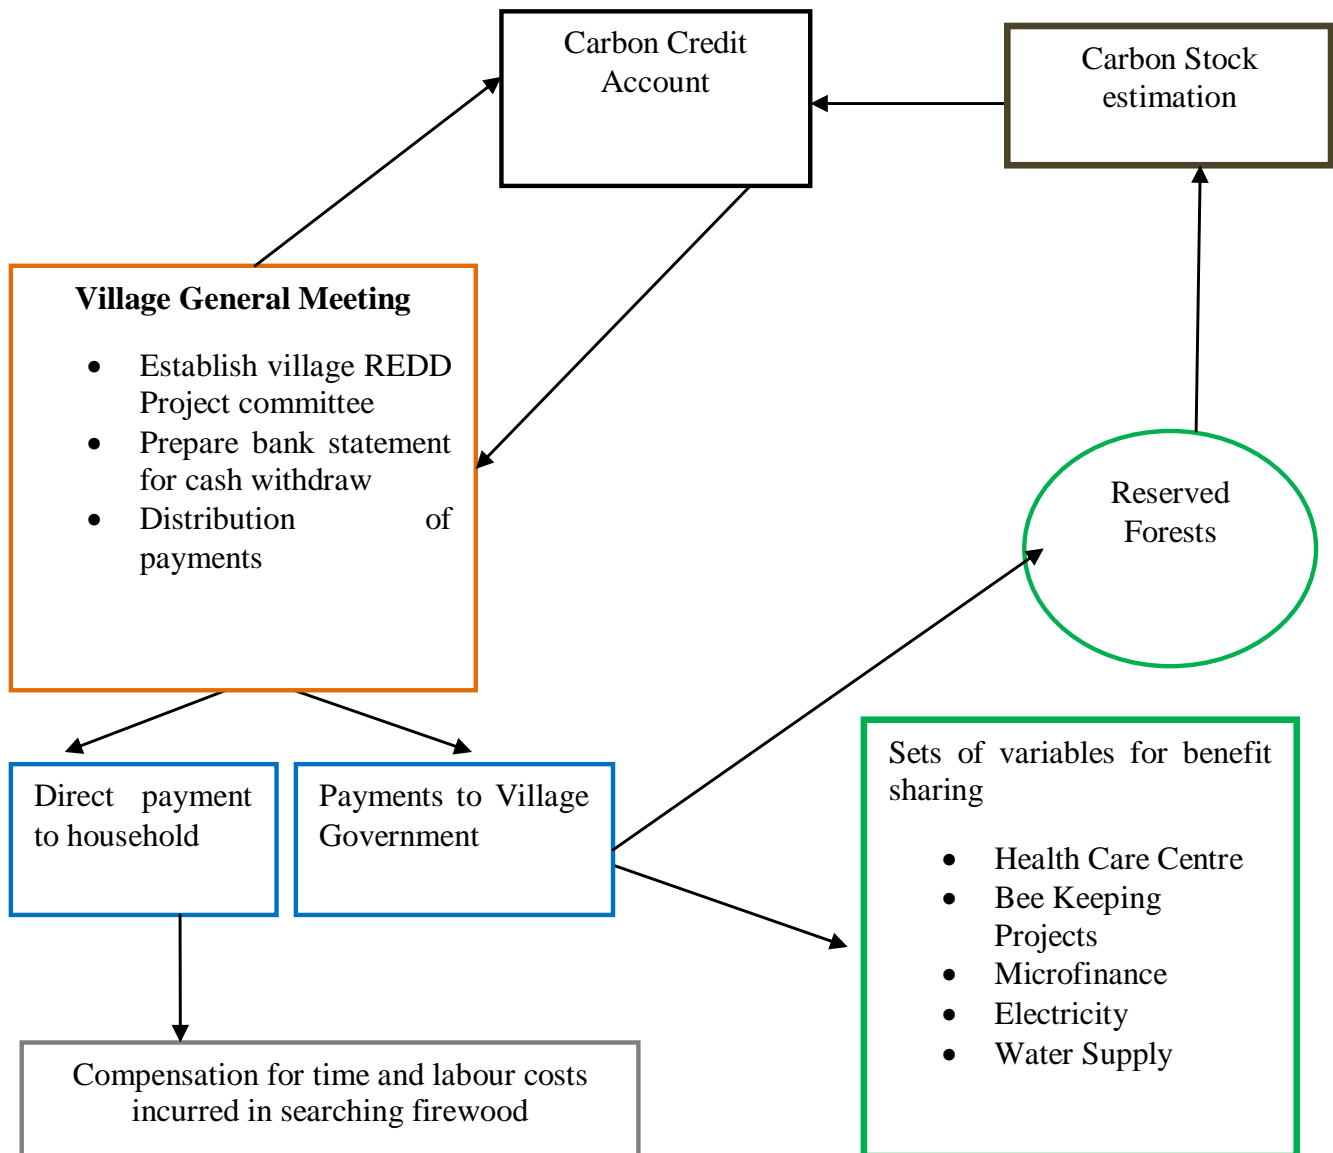 Carbon Credit
Account
Carbon Stock
estimation
Village General Meeting
• Establish village REDD
Project committee
• Prepare bank statement
for cash withdraw
• Distribution of
payments
Reserved
Forests
Direct payment
to household
Payments to Village
Government
Sets of variables for benefit
sharing
• Health Care Centre
• Bee Keeping
Projects
• Microfinance
• Electricity
• Water Supply
Compensation for time and labour costs
incurred in searching firewood